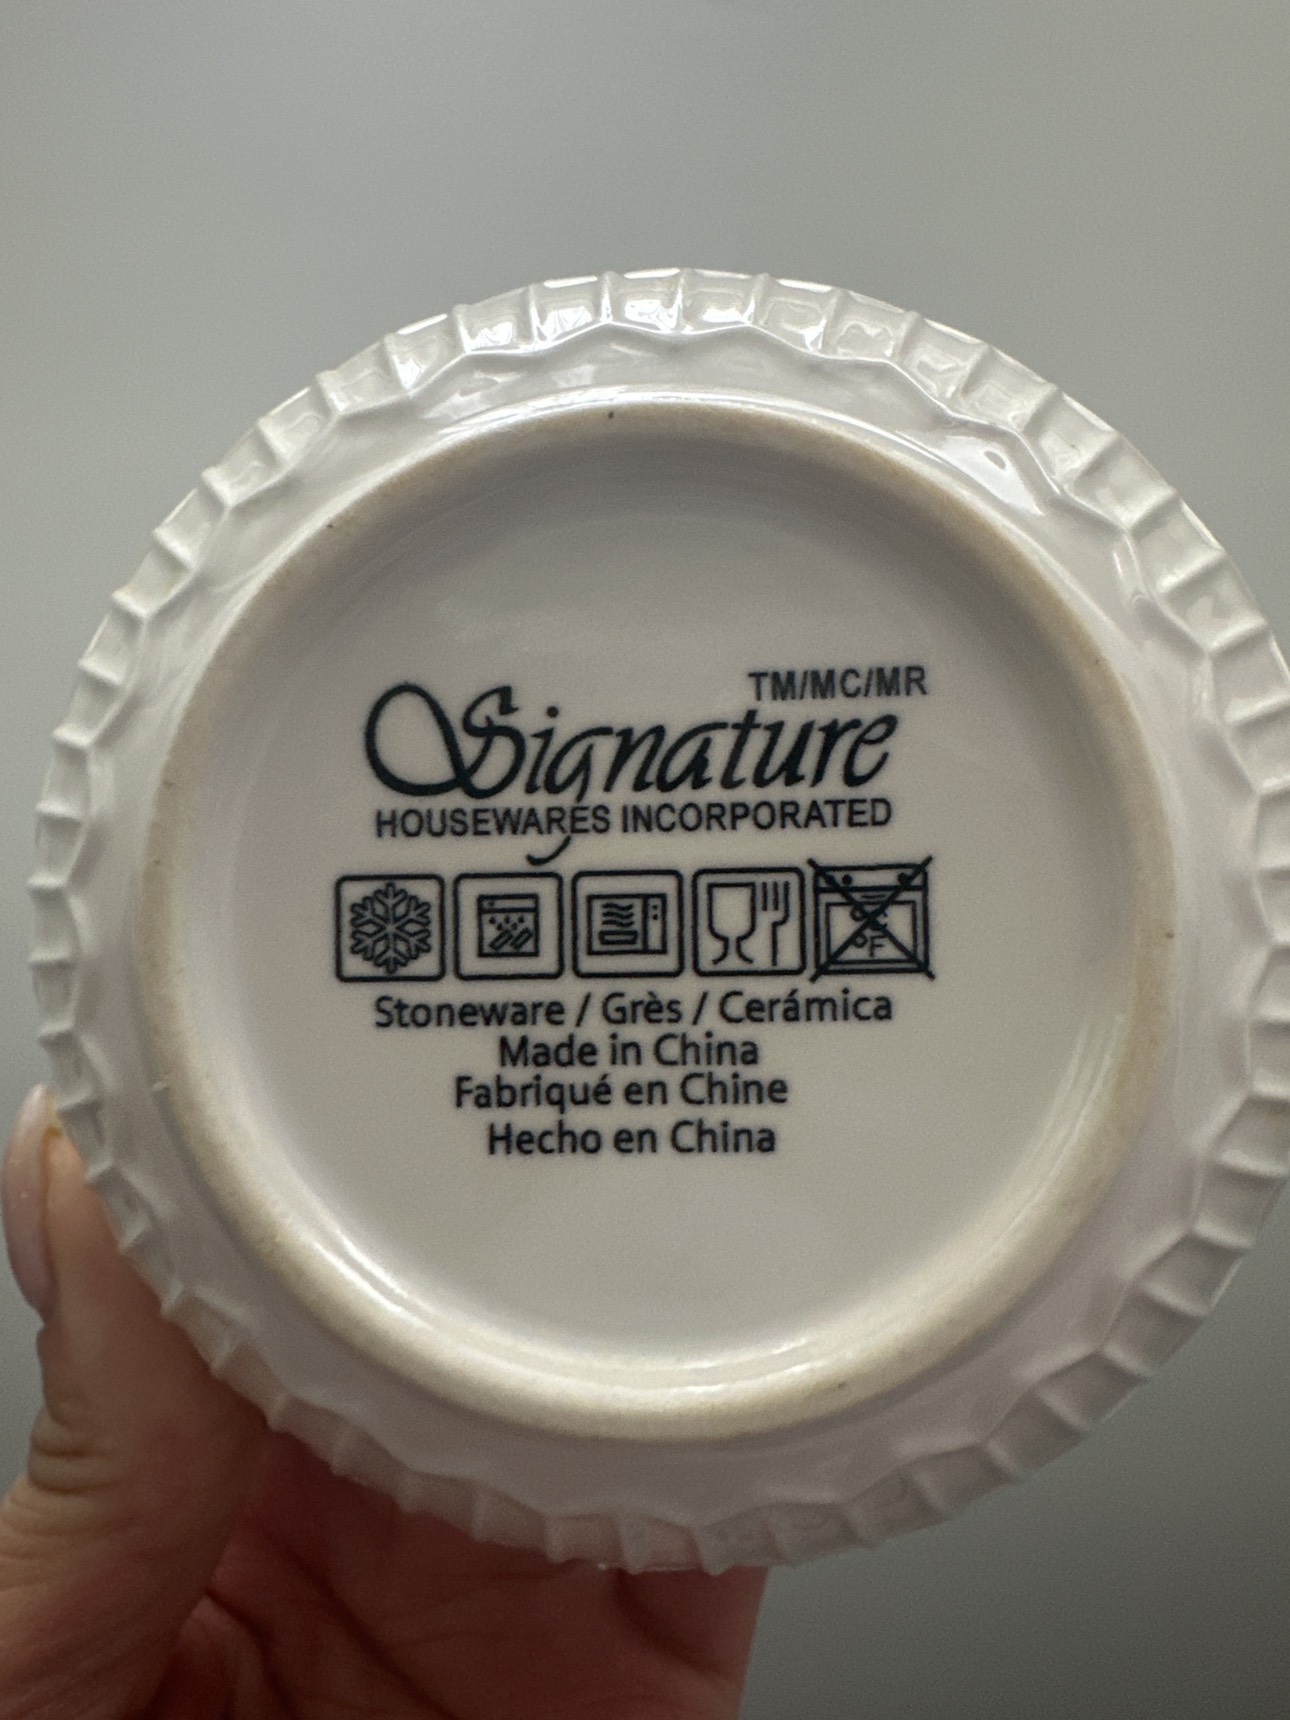 TM/MC/MR
Signature
HOUSEWARES INCORPORATED
°C
°F
Stoneware / Grès / Cerámica
Made in China
Fabriqué en Chine
Hecho en China